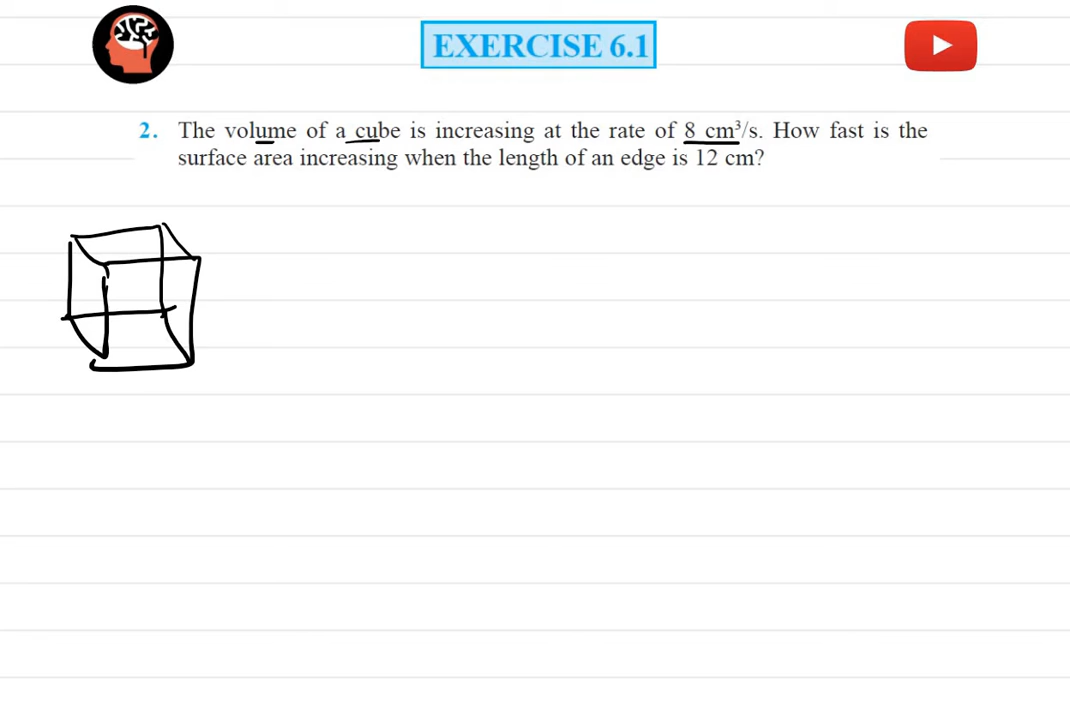 EXERCISE 6.1
2. The volume of a cube is increasing at the rate of 8 cm³/s. How fast is the
surface area increasing when the length of an edge is 12 cm?